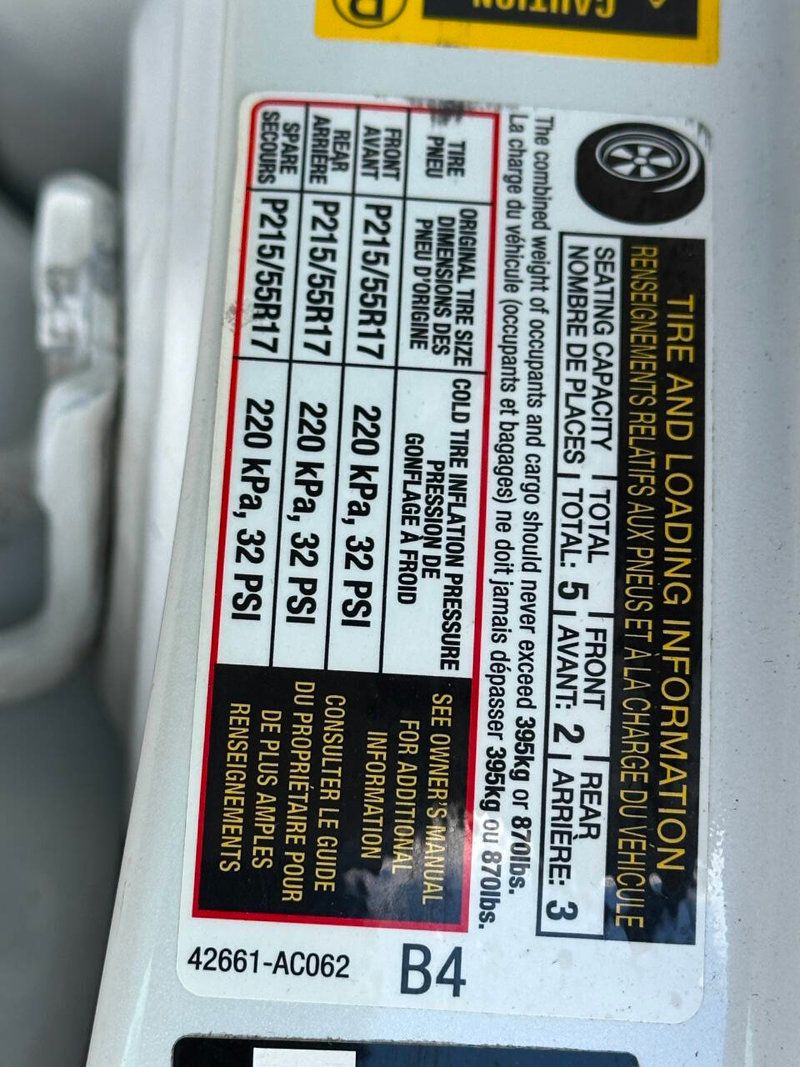 CAUTION
TIRE AND LOADING INFORMATION
RENSEIGNEMENTS RELATIFS AUX PNEUS ET À LA CHARGE DU VÉHICULE
SEATING CAPACITY | TOTAL | FRONT | REAR
NOMBRE DE PLACES | TOTAL: 5 | AVANT: 2 | ARRIÈRE: 3
The combined weight of occupants and cargo should never exceed 395kg or 870lbs.
La charge du véhicule (occupants et bagages) ne doit jamais dépasser 395kg ou 870lbs.
TIRE
PNEU
ORIGINAL TIRE SIZE
DIMENSIONS DES
PNEU D'ORIGINE
COLD TIRE INFLATION PRESSURE
PRESSION DE
GONFLAGE À FROID
FRONT
AVANT
P215/55R17
220 kPa, 32 PSI
REAR
ARRIÈRE
P215/55R17
220 kPa, 32 PSI
SPARE
SECOURS
P215/55R17
220 kPa, 32 PSI
SEE OWNER'S MANUAL
FOR ADDITIONAL
INFORMATION
CONSULTER LE GUIDE
DU PROPRIÉTAIRE POUR
DE PLUS AMPLES
RENSEIGNEMENTS
B4
42661-AC062